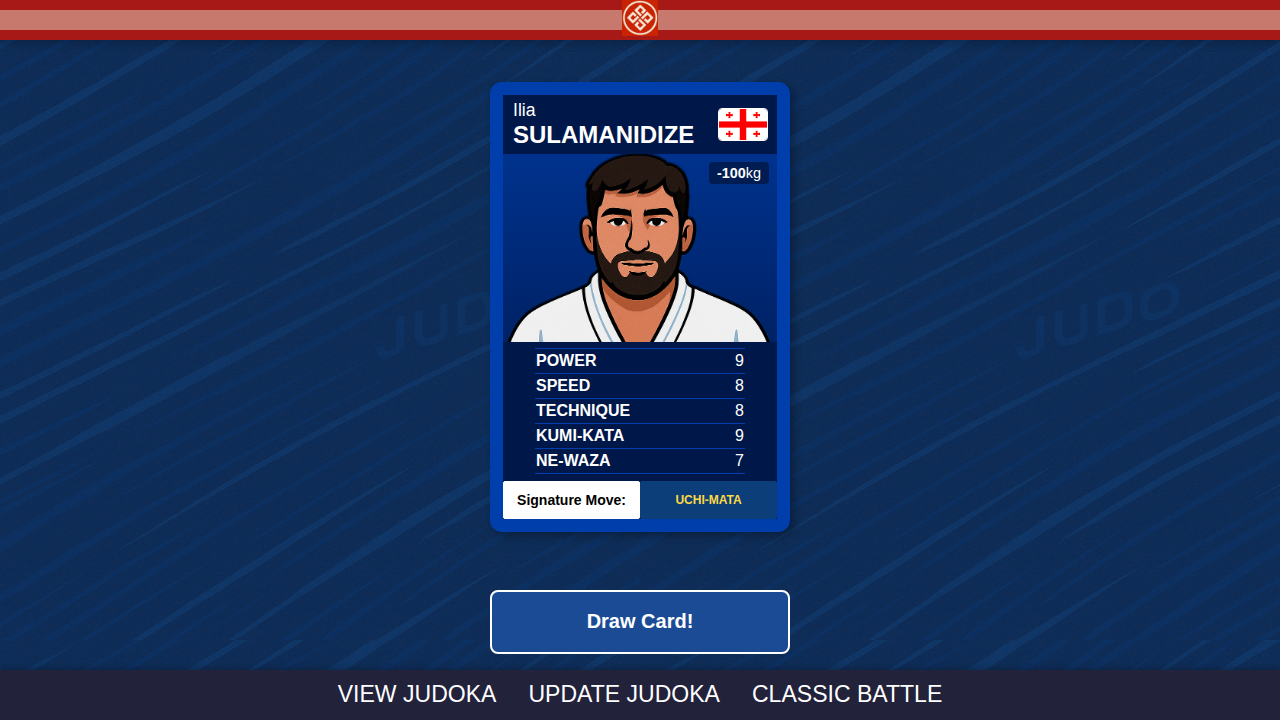 Ilia
SULAMANIDIZE
-100kg
POWER 9
SPEED 8
TECHNIQUE 8
KUMI-KATA 9
NE-WAZA 7
Signature Move: UCHI-MATA
JUDO
Draw Card!
VIEW JUDOKA UPDATE JUDOKA CLASSIC BATTLE